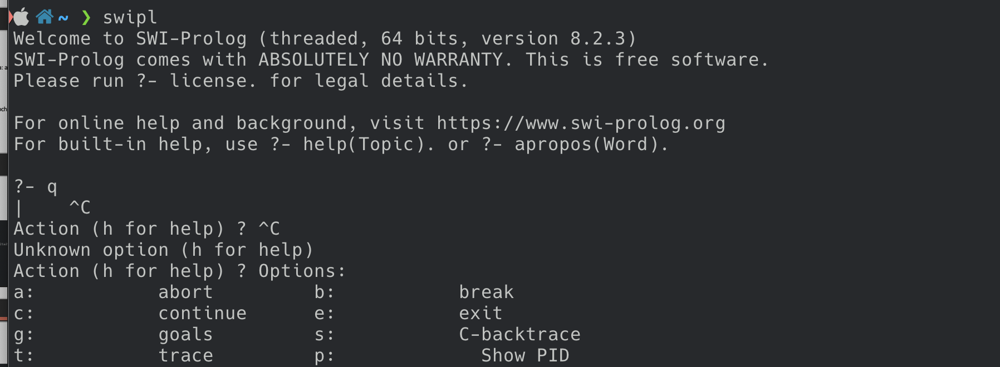 ~ ❯ swipl
Welcome to SWI-Prolog (threaded, 64 bits, version 8.2.3)
SWI-Prolog comes with ABSOLUTELY NO WARRANTY. This is free software.
Please run ?- license. for legal details.
For online help and background, visit https://www.swi-prolog.org
For built-in help, use ?- help(Topic). or ?- apropos(Word).
?- q
|     ^C
Action (h for help) ? ^C
Unknown option (h for help)
Action (h for help) ? Options:
a:           abort         b:           break
c:           continue      e:           exit
g:           goals         s:           C-backtrace
t:           trace         p:             Show PID